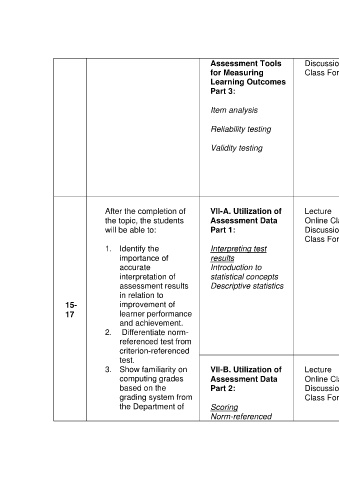 Assessment Tools
for Measuring
Learning Outcomes
Part 3:
Item analysis
Reliability testing
Validity testing
Class For
15-
17
After the completion of
the topic, the students
will be able to:
1. Identify the
importance of
accurate
interpretation of
assessment results
in relation to
improvement of
learner performance
and achievement.
2. Differentiate norm-
referenced test from
criterion-referenced
test.
3. Show familiarity on
computing grades
based on the
grading system from
the Department of
VII-A. Utilization of
Assessment Data
Part 1:
Interpreting test
results
Introduction to
statistical concepts
Descriptive statistics
Lecture
Online Cla
Discussio
Class For
VII-B. Utilization of
Assessment Data
Part 2:
Scoring
Norm-referenced
Lecture
Online Cla
Discussio
Class For